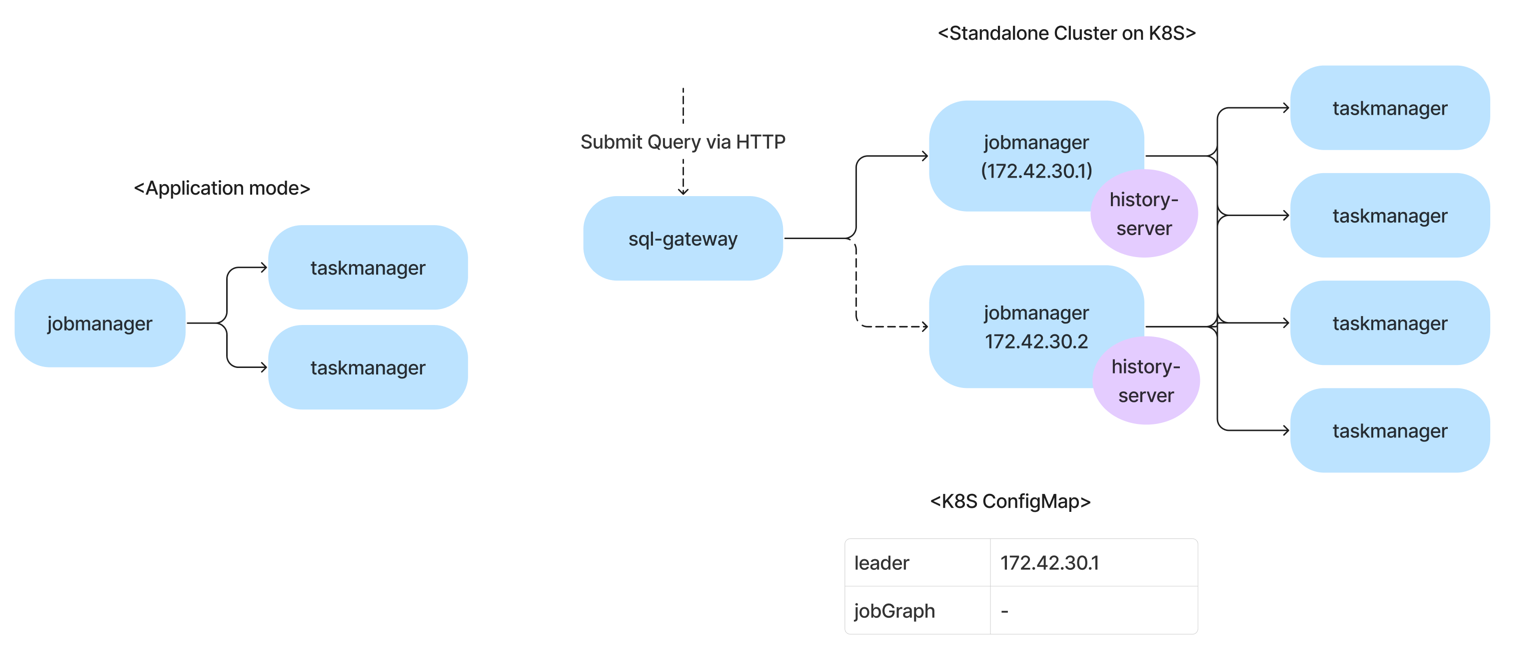 <Application mode>
jobmanager
taskmanager
taskmanager
<Standalone Cluster on K8S>
Submit Query via HTTP
sql-gateway
jobmanager
(172.42.30.1)
history-
server
jobmanager
172.42.30.2
history-
server
taskmanager
taskmanager
taskmanager
taskmanager
<K8S ConfigMap>
leader 172.42.30.1
jobGraph -